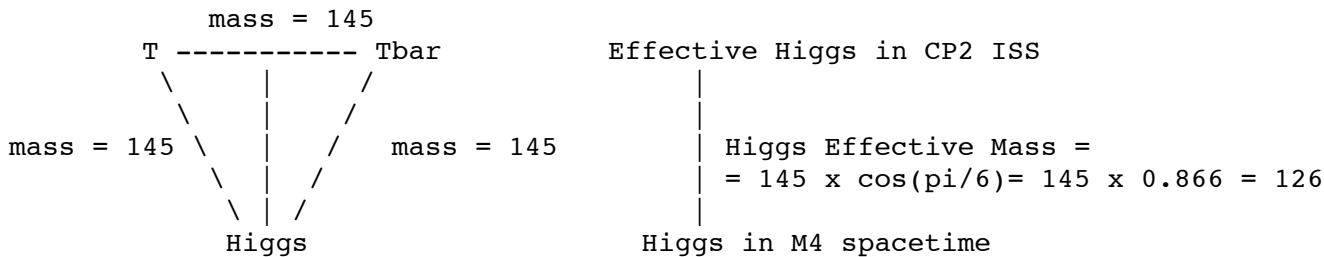 mass = 145
T ----------- Tbar Effective Higgs in CP2 ISS
mass = 145 mass = 145 Higgs Effective Mass =
= 145 x cos(pi/6)= 145 x 0.866 = 126
Higgs Higgs in M4 spacetime